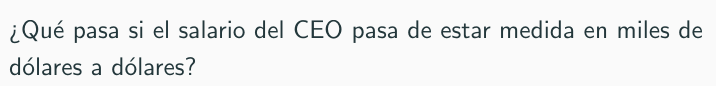 ¿Qué pasa si el salario del CEO pasa de estar medida en miles de
dólares a dólares?